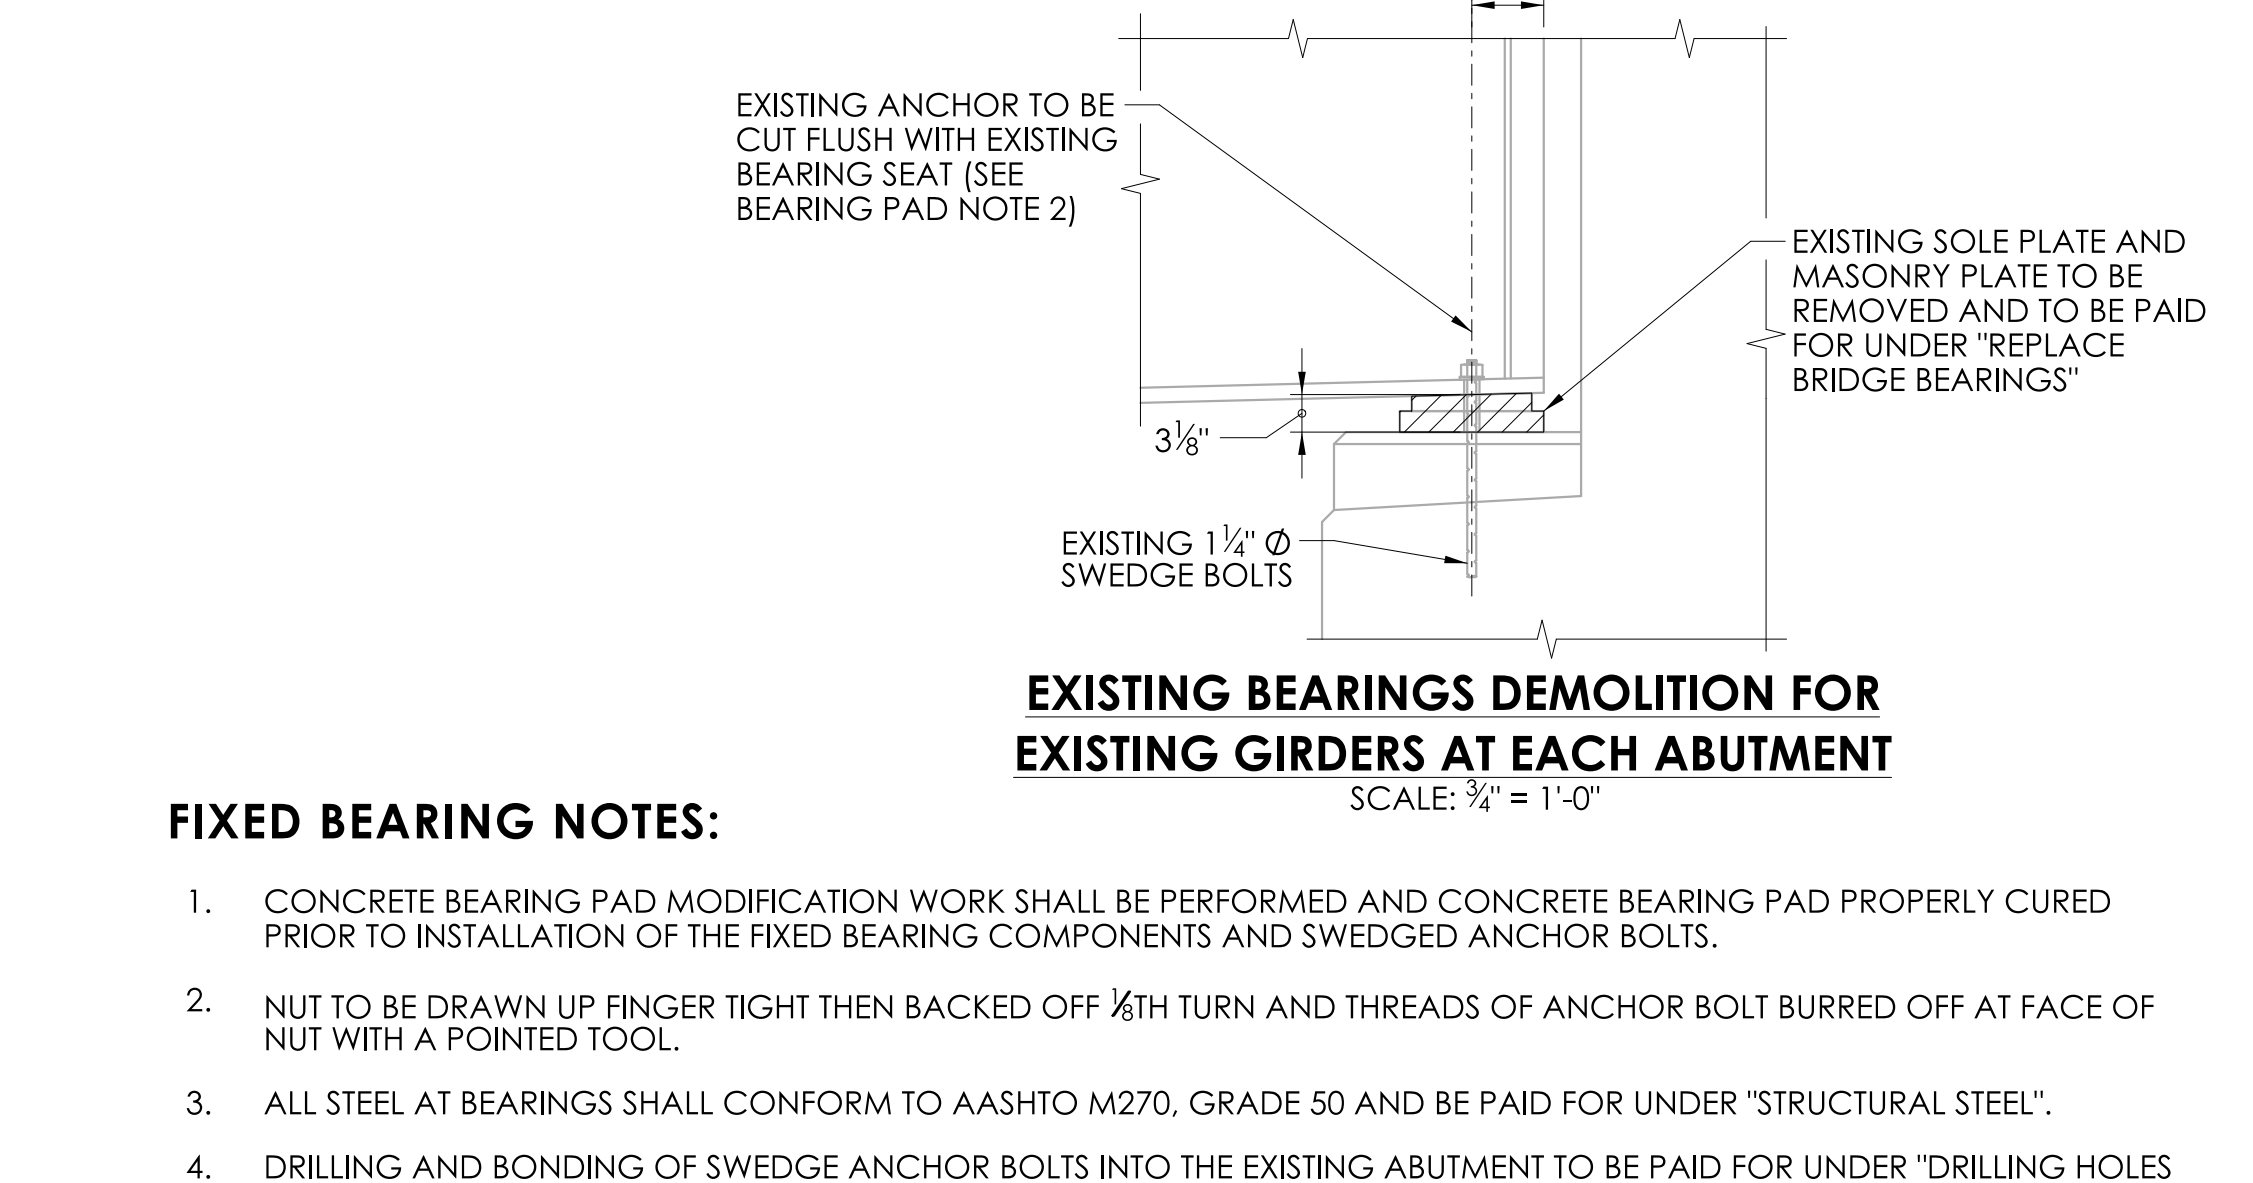 EXISTING ANCHOR TO BE
CUT FLUSH WITH EXISTING
BEARING SEAT (SEE
BEARING PAD NOTE 2)
EXISTING SOLE PLATE AND
MASONRY PLATE TO BE
REMOVED AND TO BE PAID
FOR UNDER "REPLACE
BRIDGE BEARINGS"
3⅛"
EXISTING 1¼" Ø
SWEDGE BOLTS
EXISTING BEARINGS DEMOLITION FOR
EXISTING GIRDERS AT EACH ABUTMENT
SCALE: ¾" = 1'-0"
FIXED BEARING NOTES:
1. CONCRETE BEARING PAD MODIFICATION WORK SHALL BE PERFORMED AND CONCRETE BEARING PAD PROPERLY CURED
PRIOR TO INSTALLATION OF THE FIXED BEARING COMPONENTS AND SWEDGED ANCHOR BOLTS.
2. NUT TO BE DRAWN UP FINGER TIGHT THEN BACKED OFF ⅛TH TURN AND THREADS OF ANCHOR BOLT BURRED OFF AT FACE OF
NUT WITH A POINTED TOOL.
3. ALL STEEL AT BEARINGS SHALL CONFORM TO AASHTO M270, GRADE 50 AND BE PAID FOR UNDER "STRUCTURAL STEEL".
4. DRILLING AND BONDING OF SWEDGE ANCHOR BOLTS INTO THE EXISTING ABUTMENT TO BE PAID FOR UNDER "DRILLING HOLES